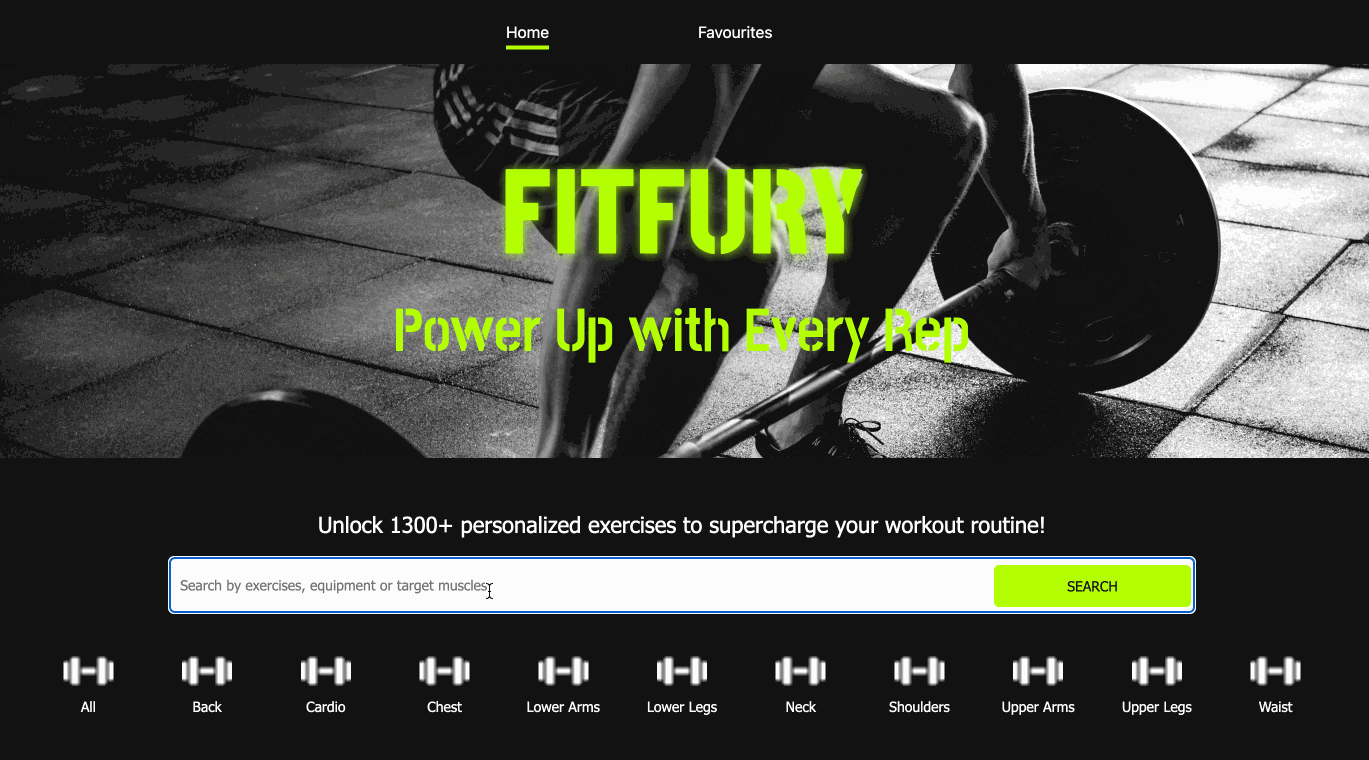 Home Favourites
FITFURY
Power Up with Every Rep
Unlock 1300+ personalized exercises to supercharge your workout routine!
Search by exercises, equipment or target muscles
SEARCH
All Back Cardio Chest Lower Arms Lower Legs Neck Shoulders Upper Arms Upper Legs Waist